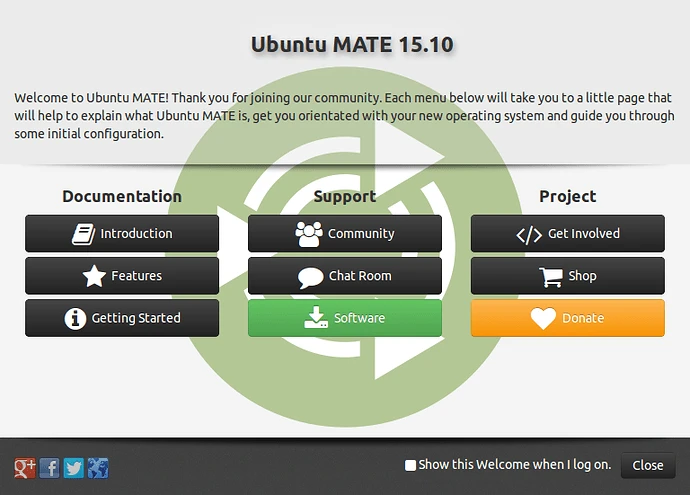 Ubuntu MATE 15.10
Welcome to Ubuntu MATE! Thank you for joining our community. Each menu below will take you to a little page that
will help to explain what Ubuntu MATE is, get you orientated with your new operating system and guide you through
some initial configuration.
Documentation
Introduction
Features
Getting Started
Support
Community
Chat Room
Software
Project
Get Involved
Shop
Donate
g+ f
Show this Welcome when I log on.
Close